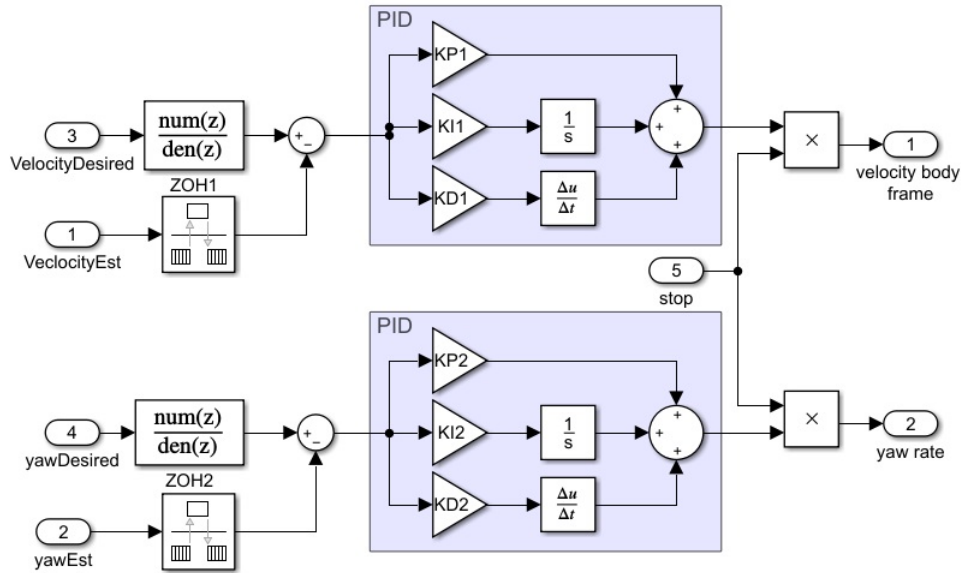 PID
KP1
num(z)
den(z)
+
−
3
VelocityDesired
KI1
1
s
+
+
+
×
1
velocity body
frame
ZOH1
KD1
Δu
Δt
1
VeclocityEst
5
stop
PID
KP2
num(z)
den(z)
+
−
4
yawDesired
KI2
1
s
+
+
+
×
2
yaw rate
ZOH2
KD2
Δu
Δt
2
yawEst